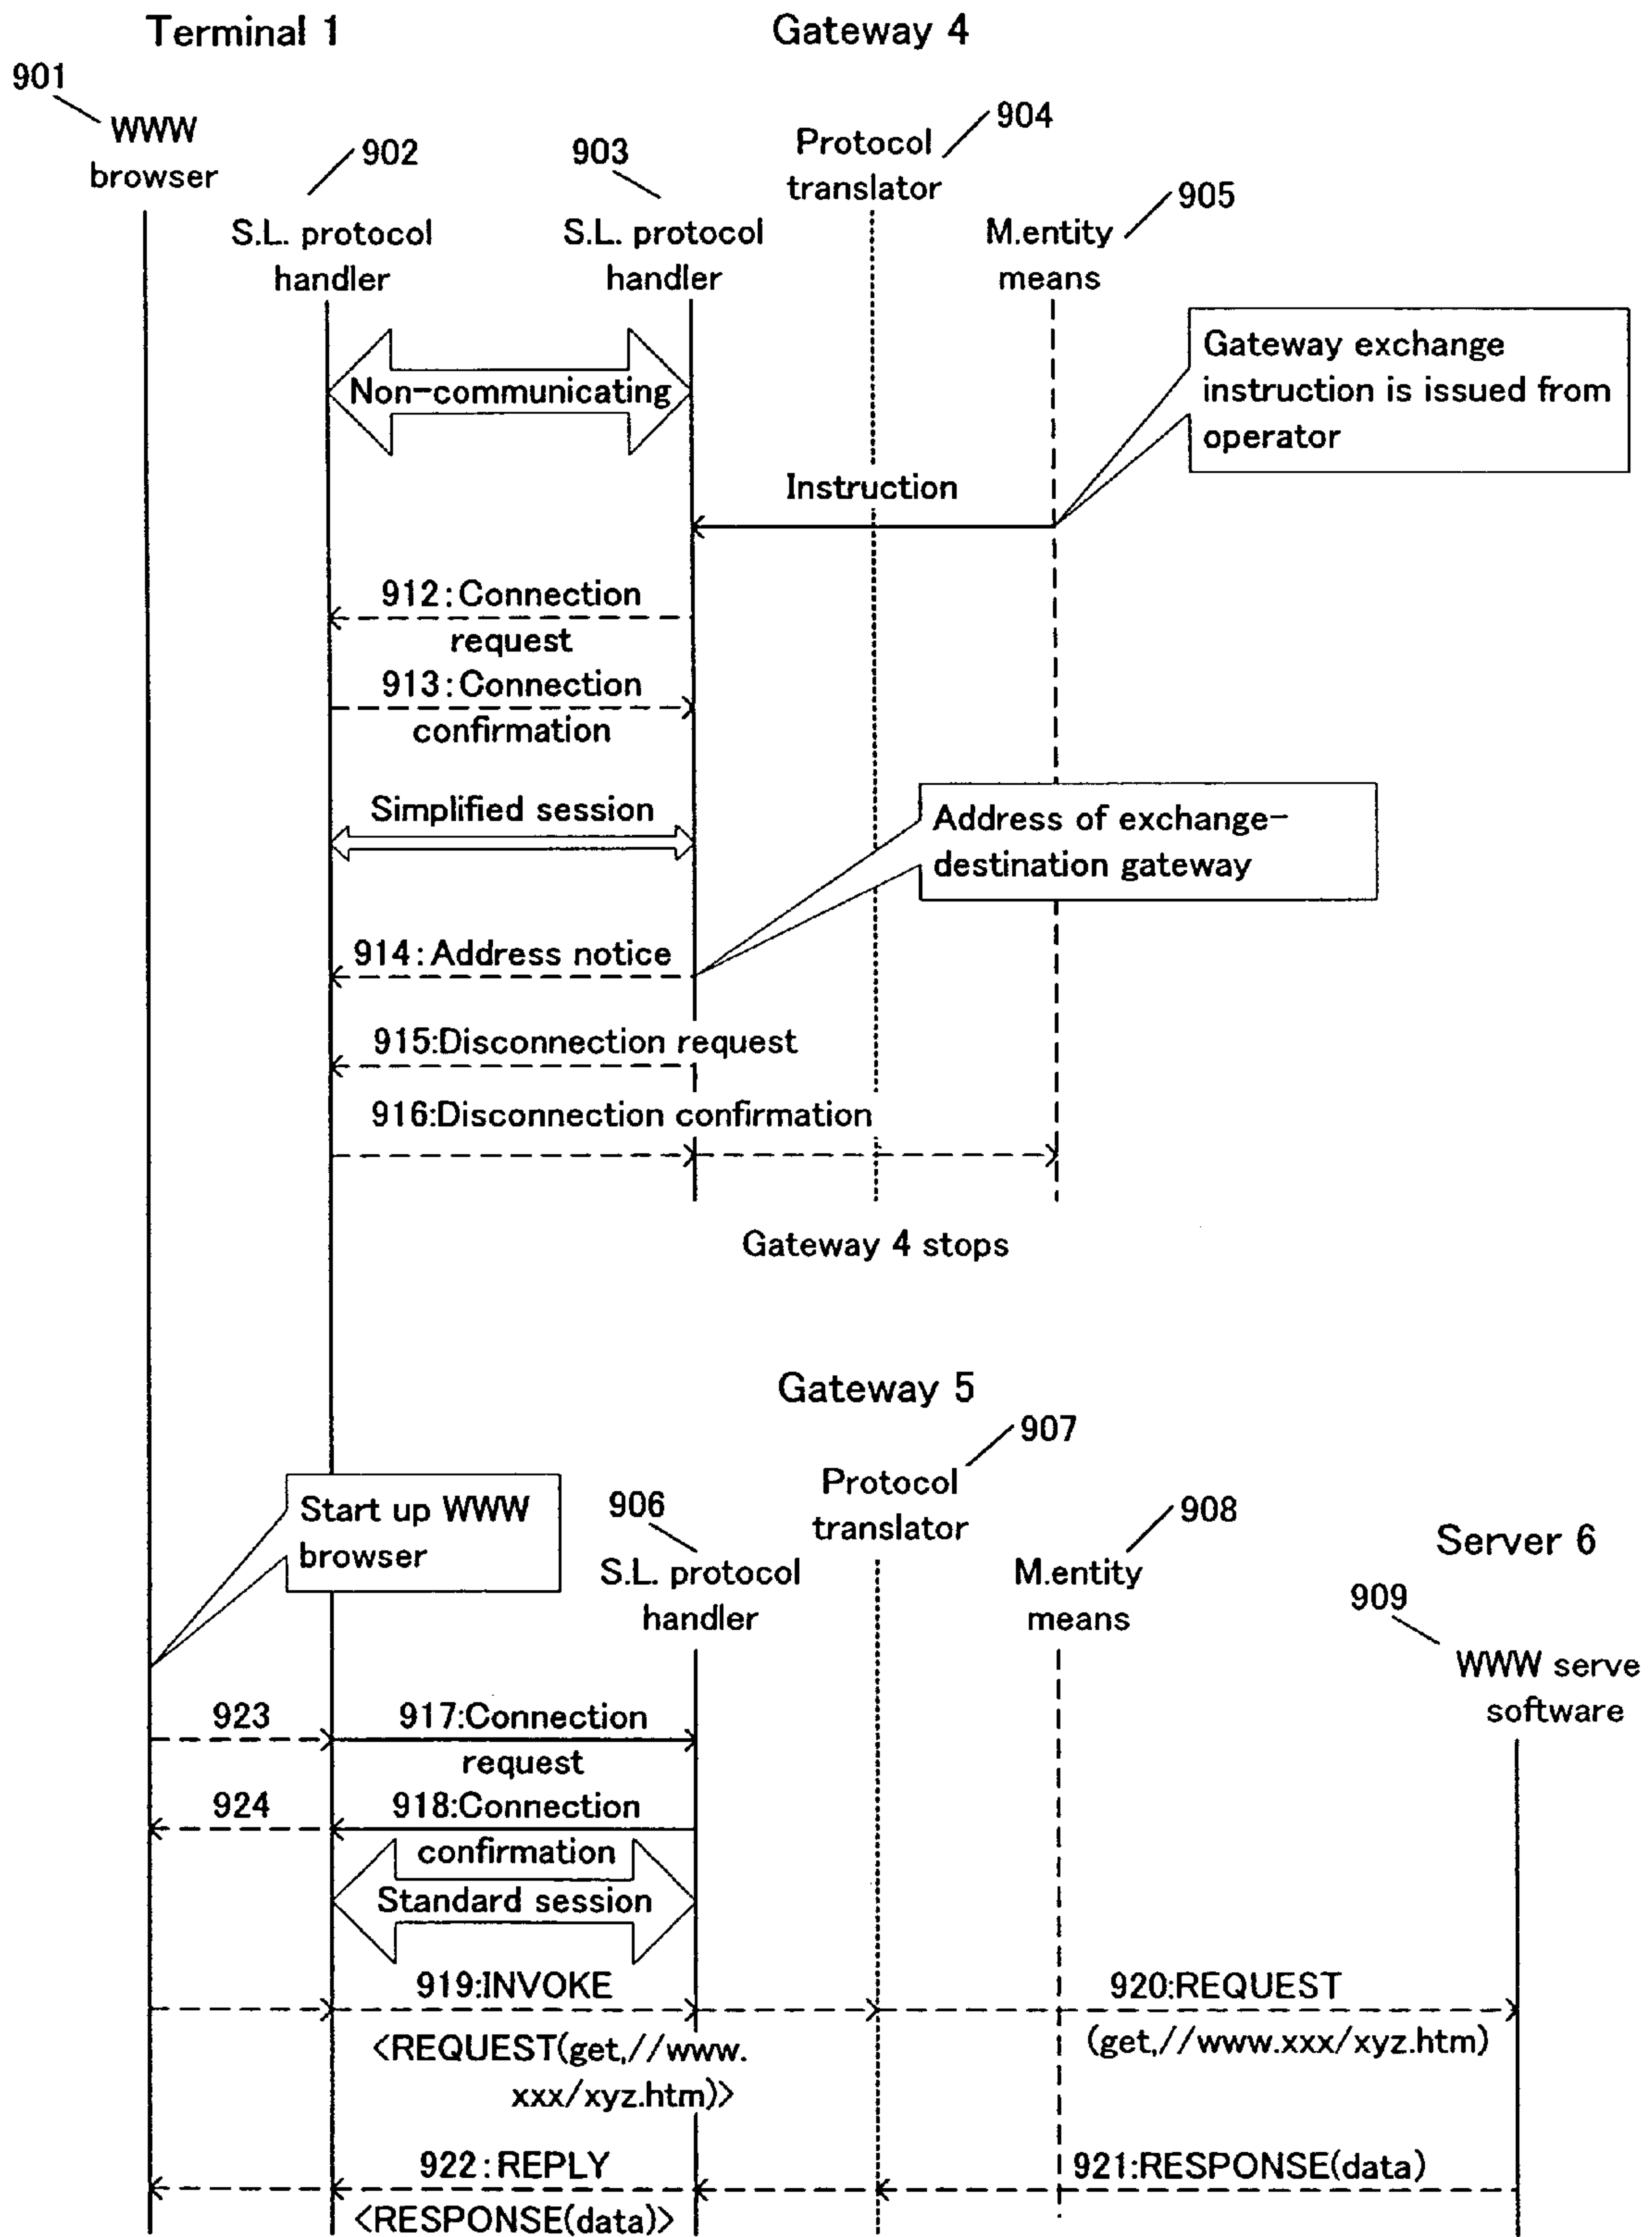 Terminal 1
Gateway 4
901
WWW
browser
902
S.L. protocol
handler
903
S.L. protocol
handler
Protocol
translator
904
M.entity
means
905
Non-communicating
Gateway exchange
instruction is issued from
operator
Instruction
912:Connection
request
913:Connection
confirmation
Simplified session
Address of exchange-
destination gateway
914:Address notice
915:Disconnection request
916:Disconnection confirmation
Gateway 4 stops
Gateway 5
907
Protocol
translator
Start up WWW
browser
906
S.L. protocol
handler
908
M.entity
means
Server 6
909
WWW serve
software
923
917:Connection
request
924
918:Connection
confirmation
Standard session
919:INVOKE
<REQUEST(get,//www.
xxx/xyz.htm)>
920:REQUEST
(get,//www.xxx/xyz.htm)
922:REPLY
<RESPONSE(data)>
921:RESPONSE(data)